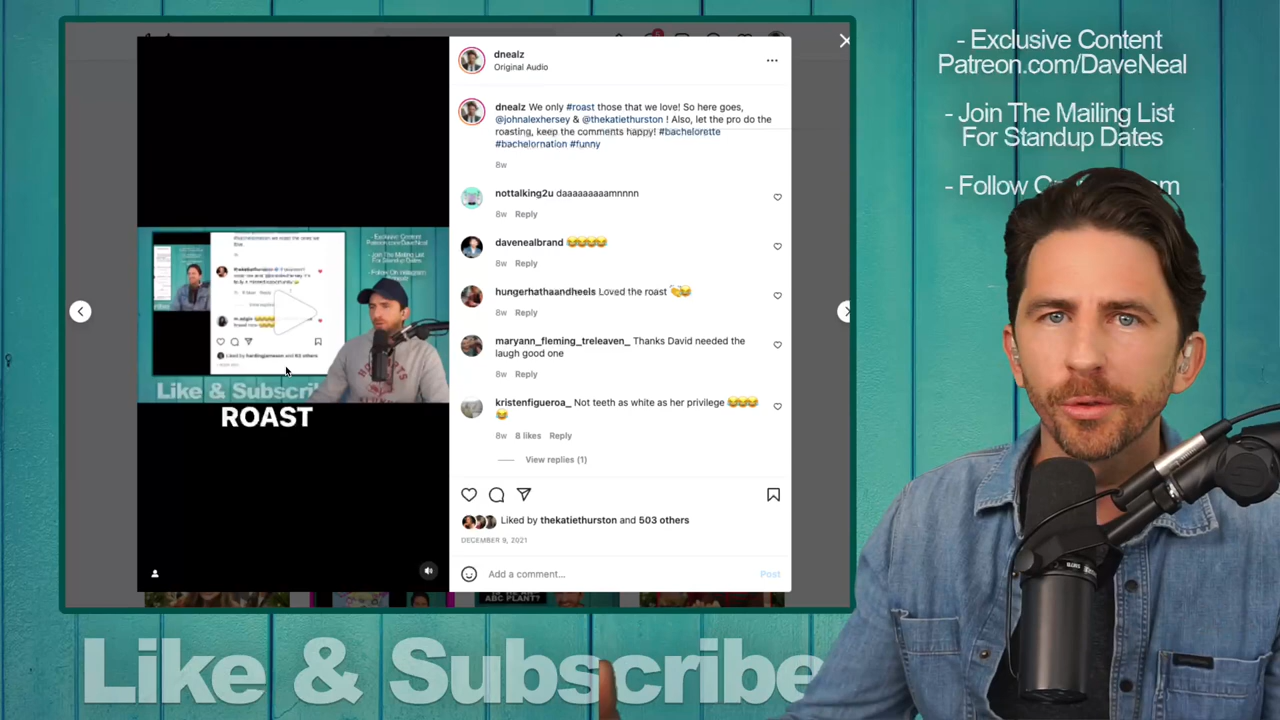 dnealz
Original Audio
dnealz We only #roast those that we love! So here goes,
@johnalexhersey & @thekatiethurston ! Also, let the pro do the
roasting, keep the comments happy! #bachelorette
#bachelornation #funny
8w
nottalking2u daaaaaaaamnnnn
8w Reply
davenealbrand 😂😂😂😂
8w Reply
hungerhathaandheels Loved the roast 👏😂
8w Reply
maryann_fleming_treleaven_ Thanks David needed the
laugh good one
8w Reply
kristenfigueroa_ Not teeth as white as her privilege 😂😂😂
😂
8w 8 likes Reply
View replies (1)
Liked by thekatiethurston and 503 others
DECEMBER 9, 2021
Add a comment...
Post
- Exclusive Content
Patreon.com/DaveNeal
- Join The Mailing List
For Standup Dates
- Follow
Like & Subscri
ROAST
Like & Subscribe